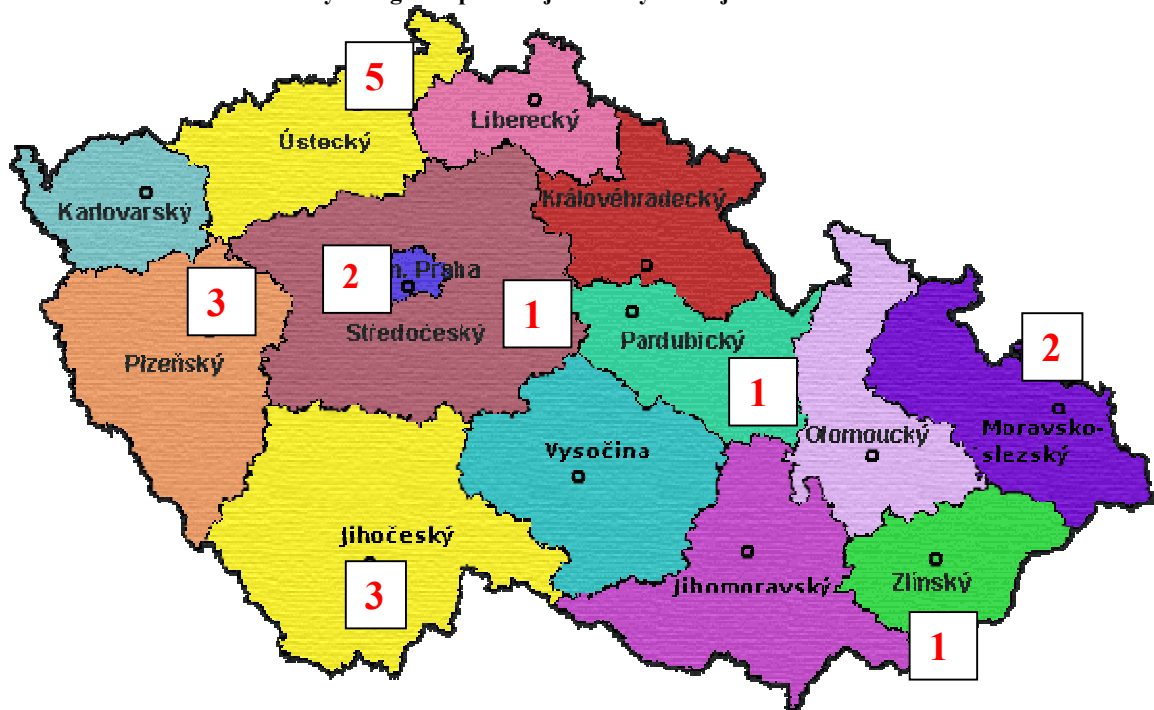 5
Liberecký
Ústecký
Královéhradecký
Karlovarský
2
n. Praha
3
1
Středočeský
Pardubický
2
Plzeňský
1
Olomoucký
Moravsko-
slezský
Vysočina
Jihočeský
Jihomoravský
Zlínský
3
1